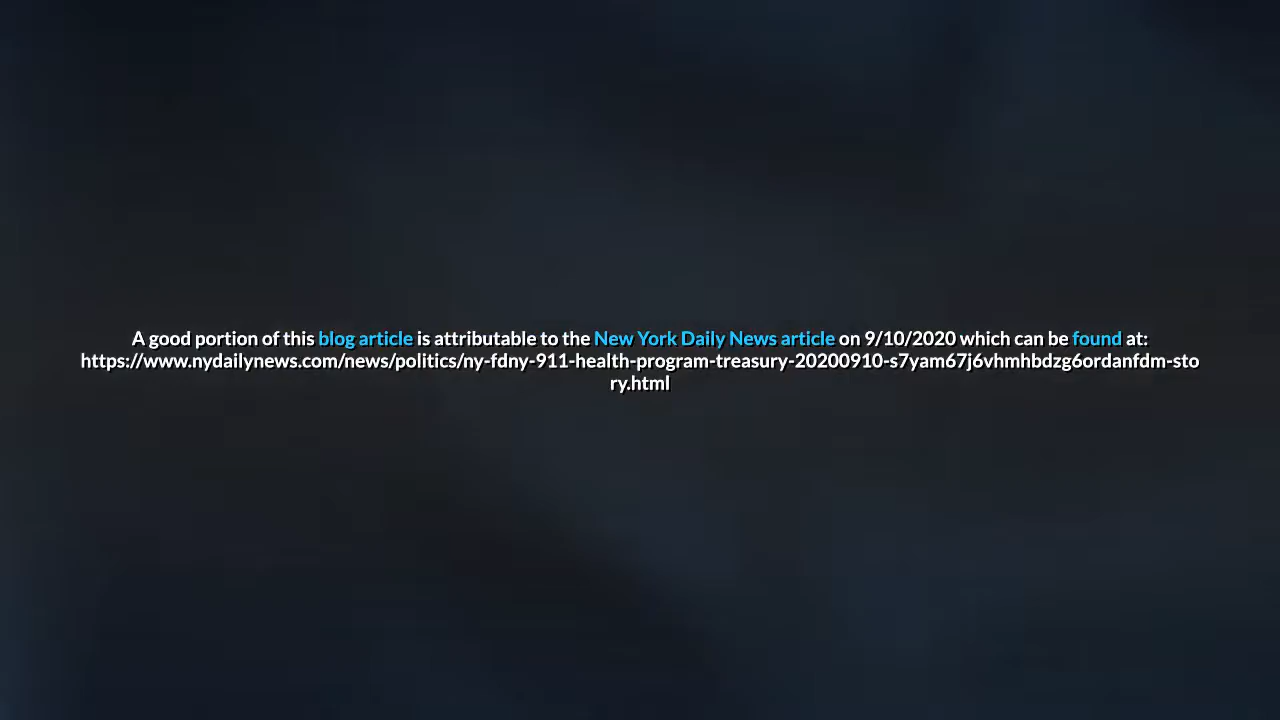 A good portion of this blog article is attributable to the New York Daily News article on 9/10/2020 which can be found at:
https://www.nydailynews.com/news/politics/ny-fdny-911-health-program-treasury-20200910-s7yam67j6vhmhbdzg6ordanfdm-sto
ry.html